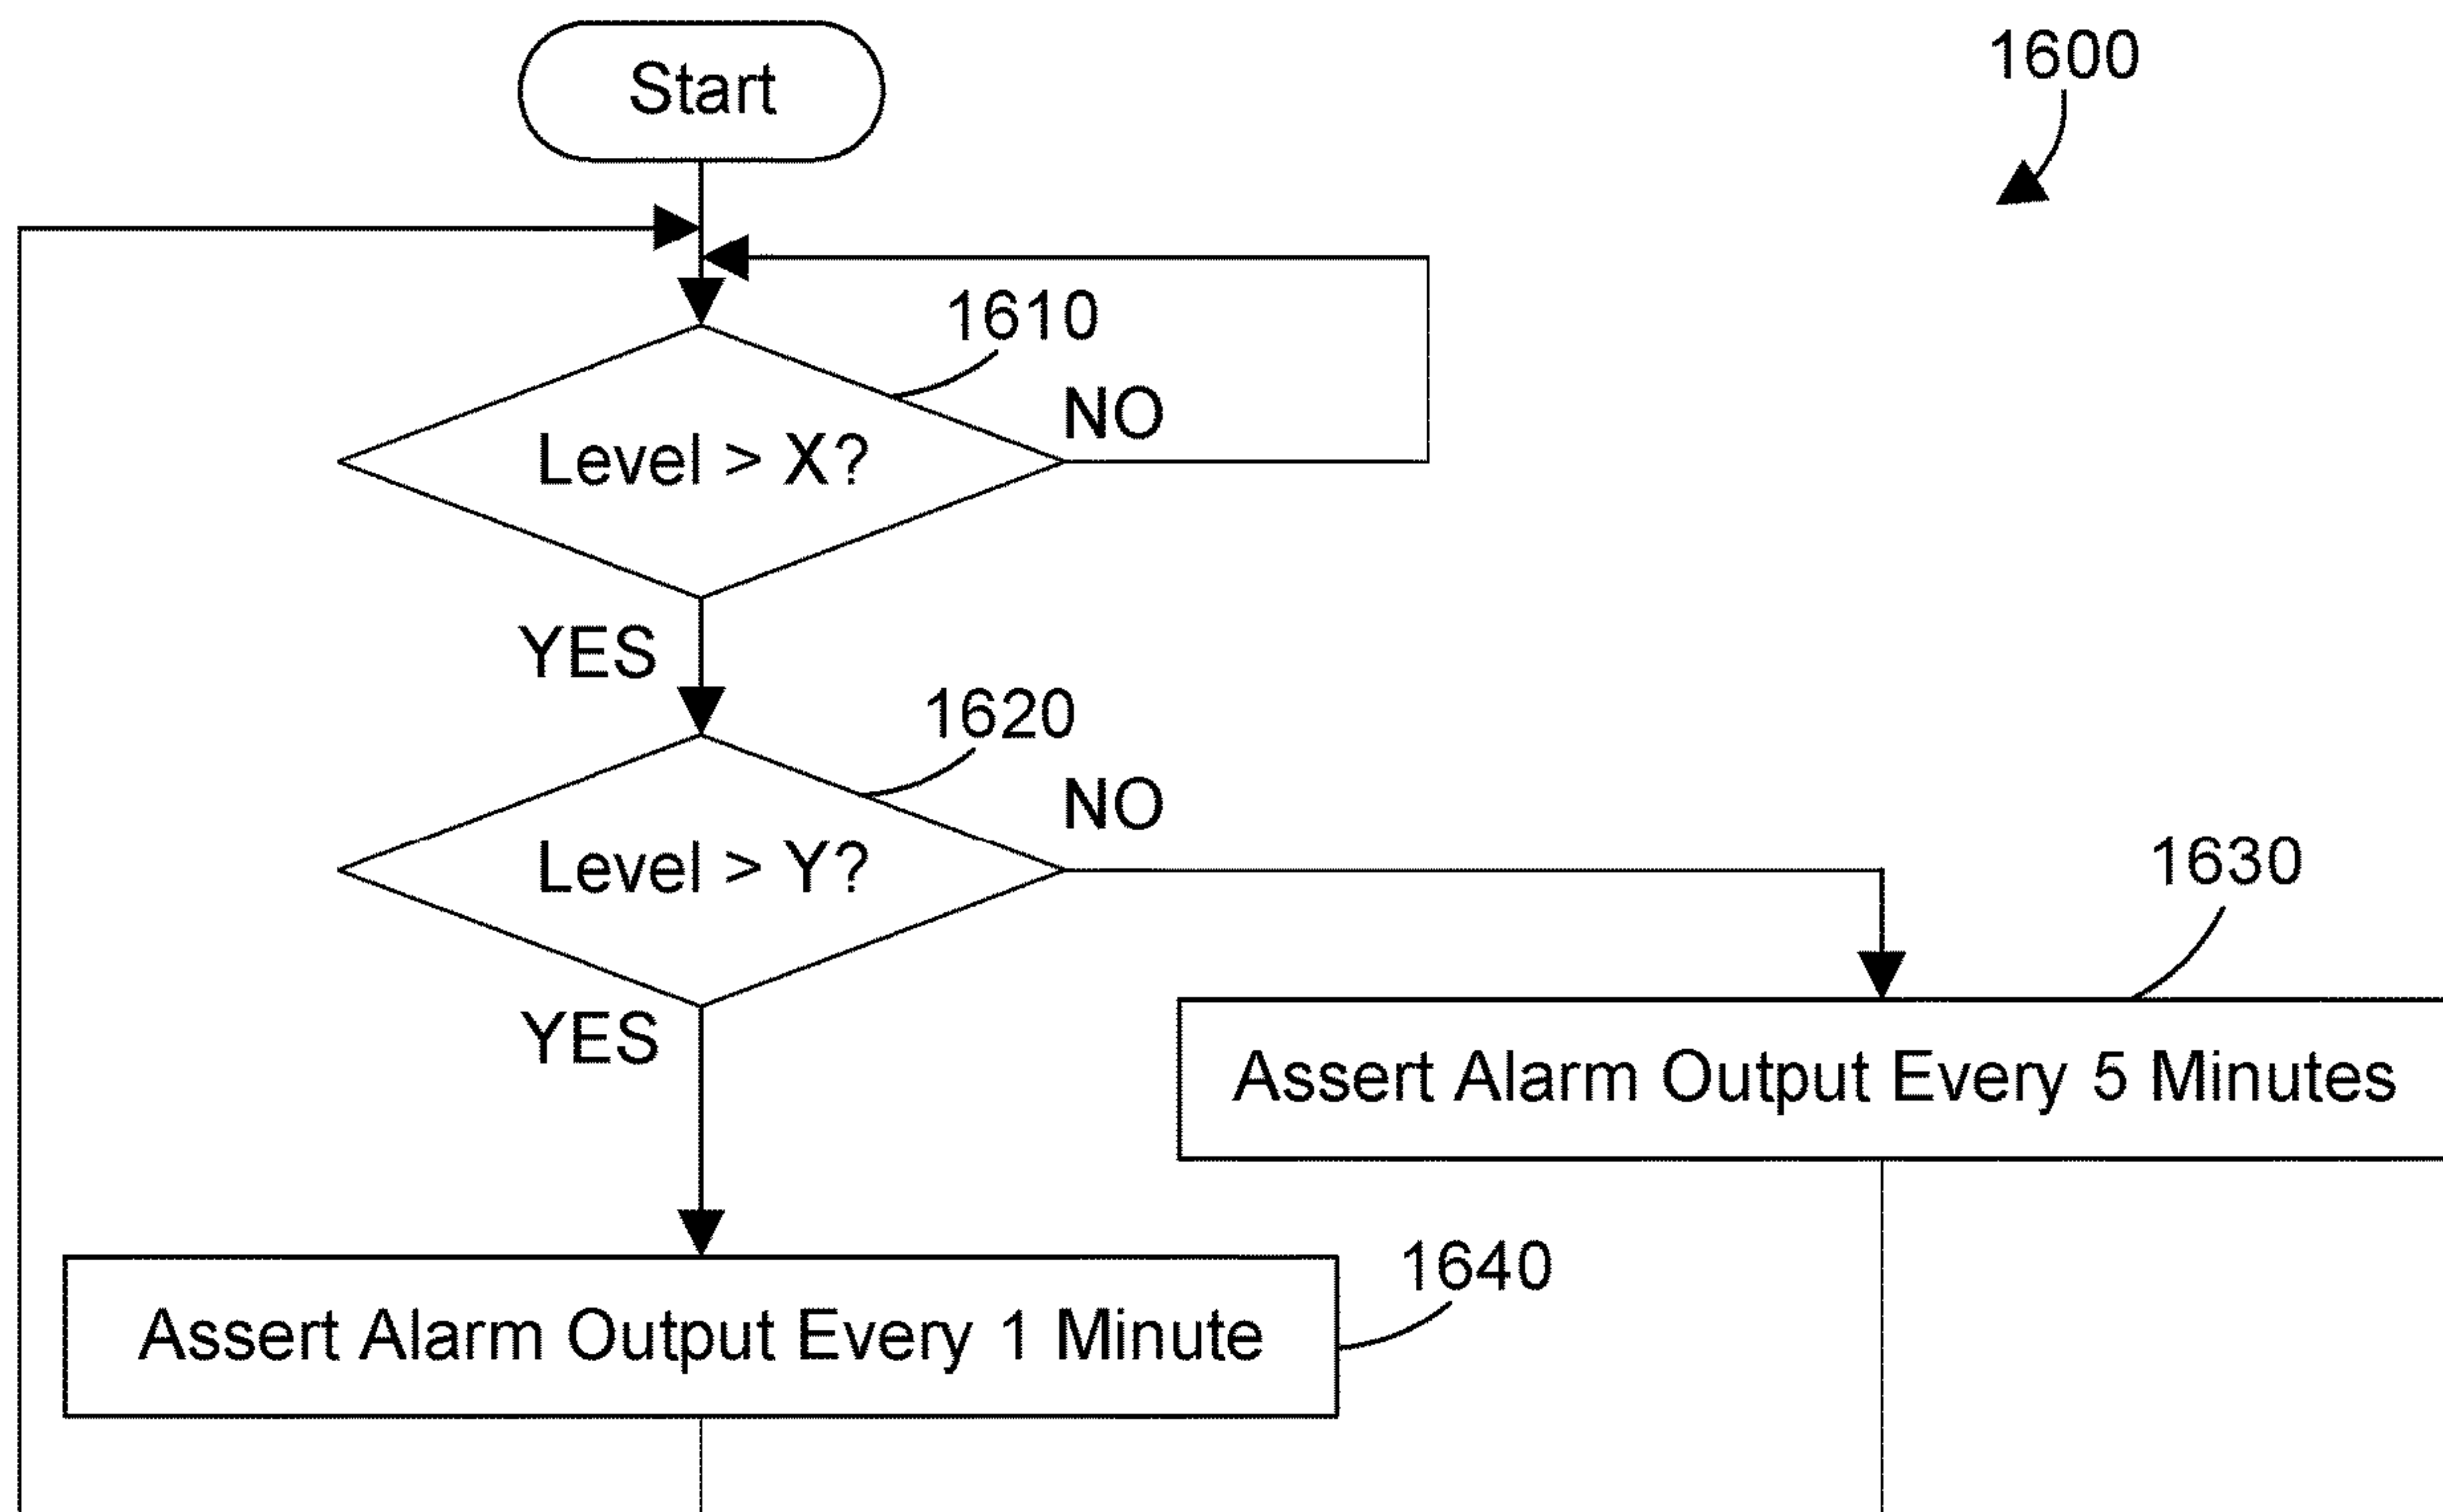 Start
1600
1610
NO
Level > X?
YES
1620
NO
Level > Y?
1630
YES
Assert Alarm Output Every 5 Minutes
1640
Assert Alarm Output Every 1 Minute